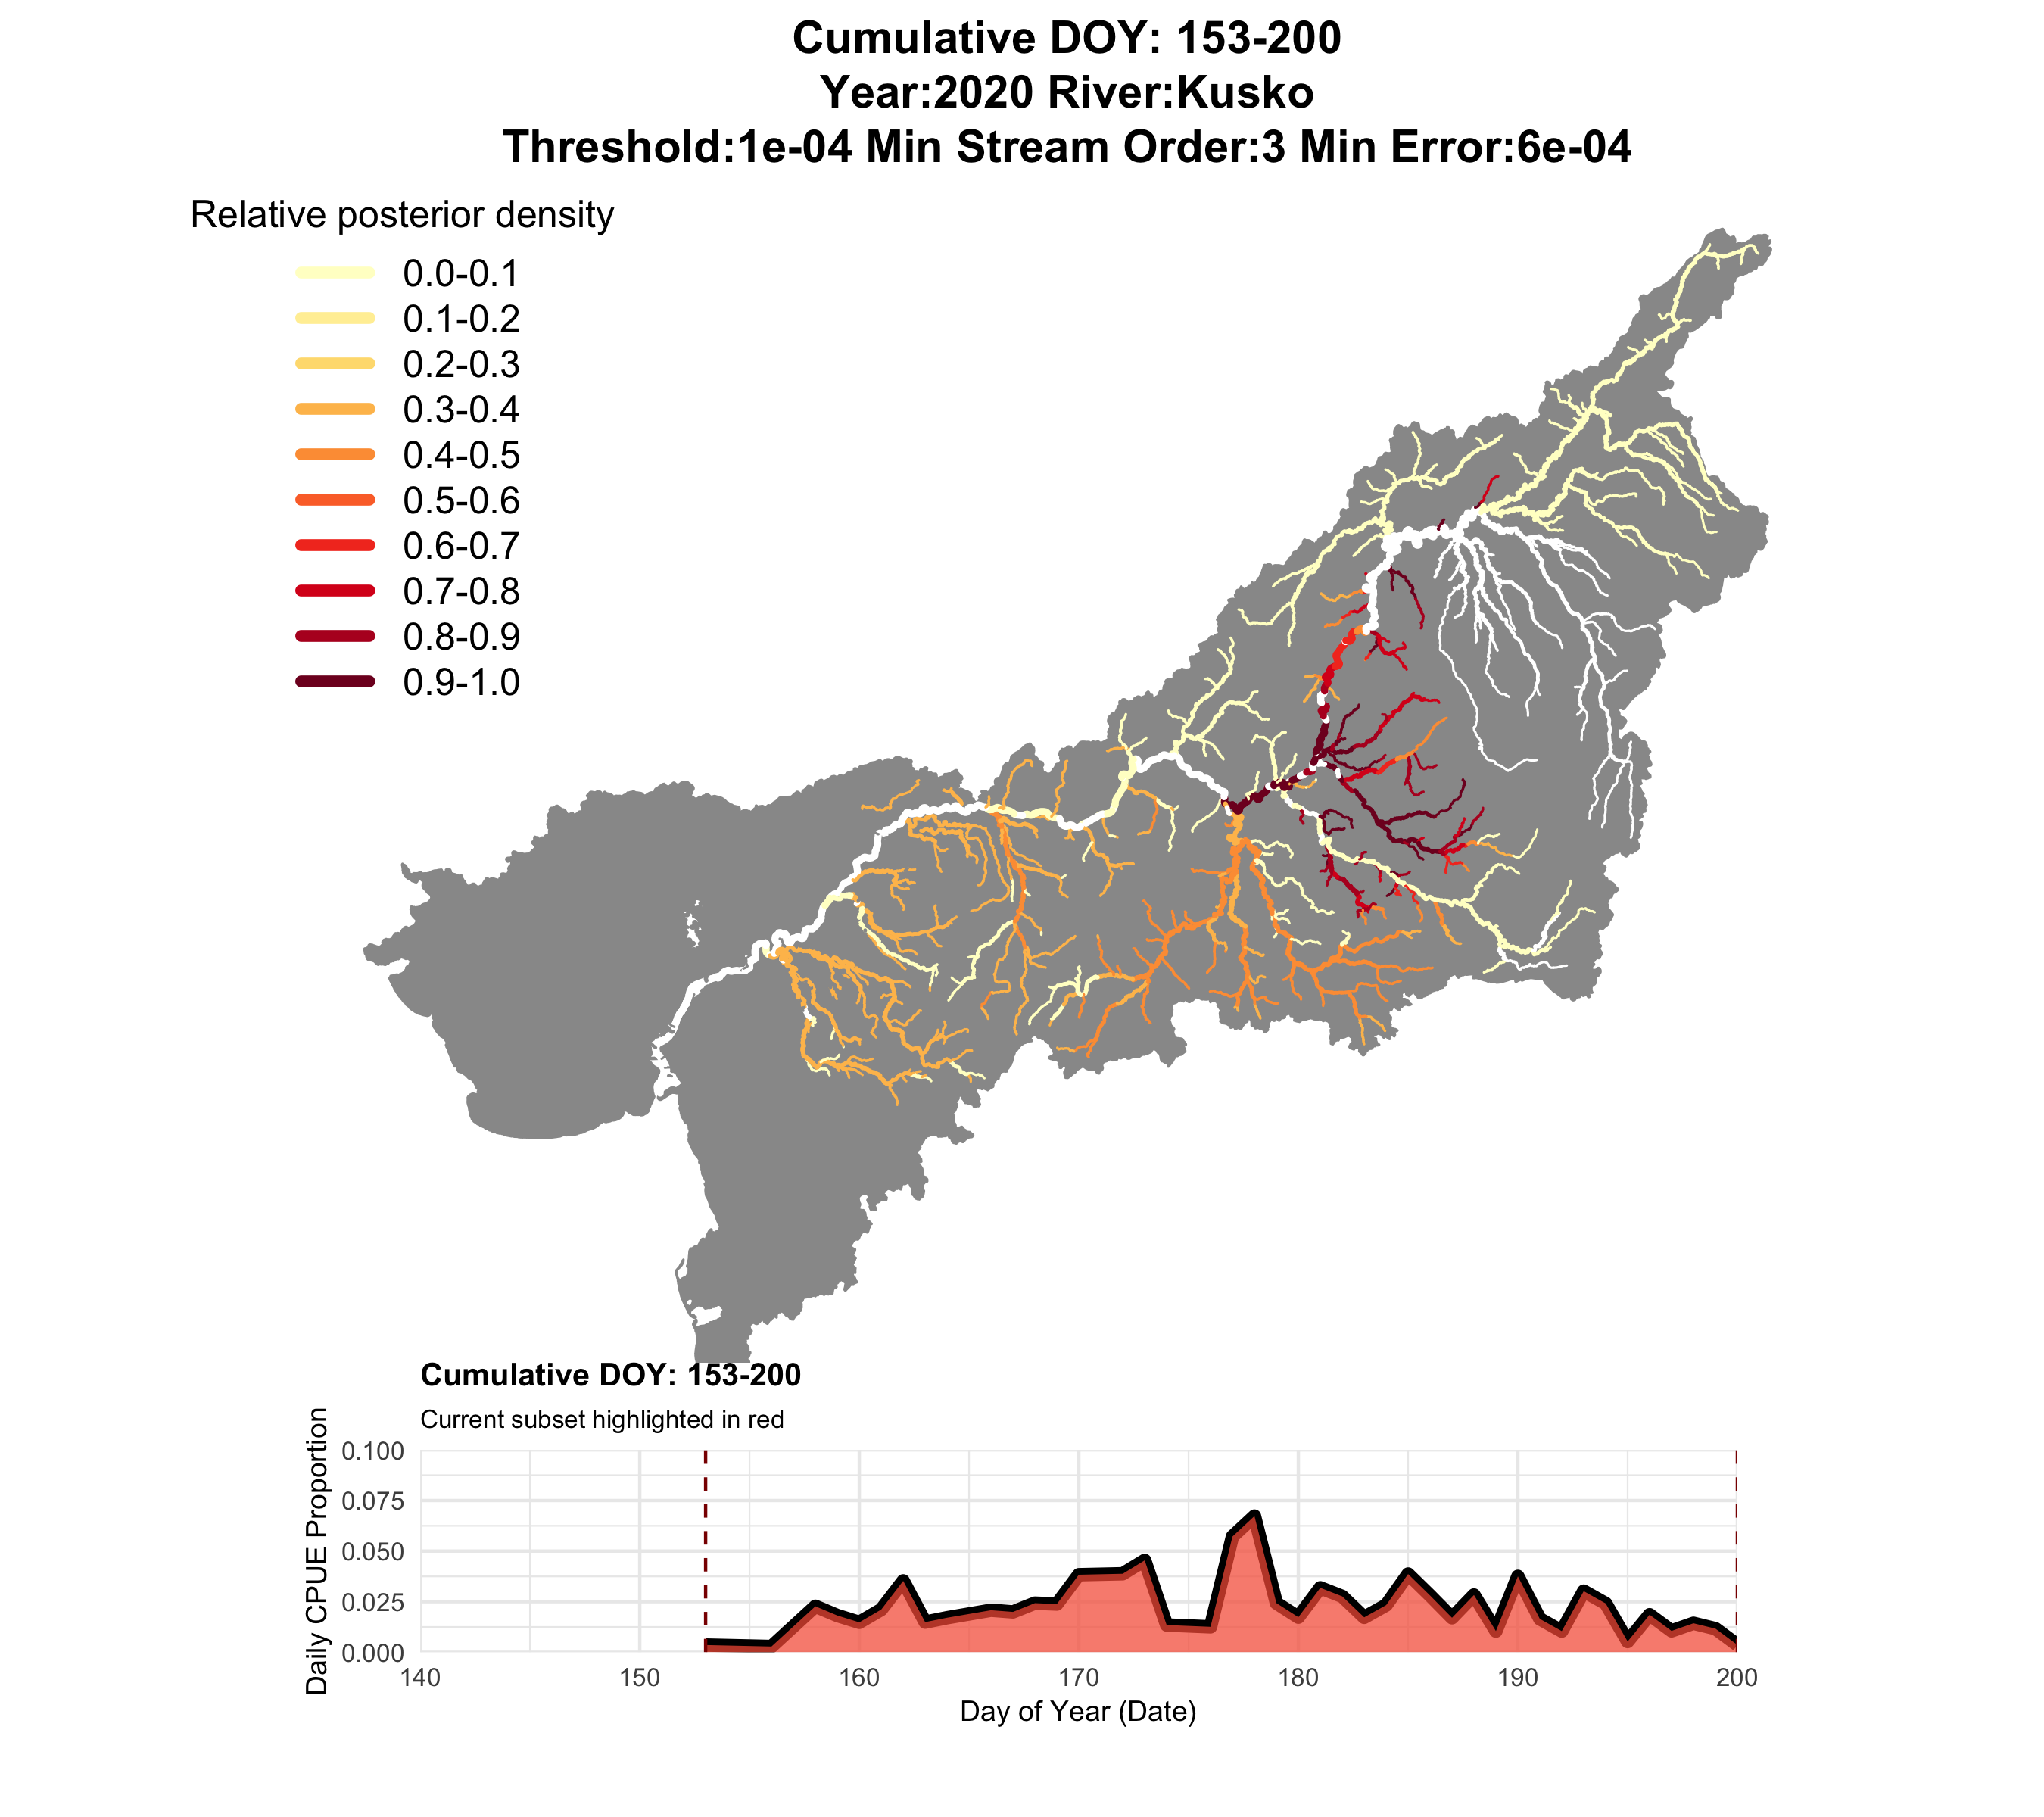 Cumulative DOY: 153-200
Year:2020 River:Kusko
Threshold:1e-04 Min Stream Order:3 Min Error:6e-04
Relative posterior density
0.0-0.1
0.1-0.2
0.2-0.3
0.3-0.4
0.4-0.5
0.5-0.6
0.6-0.7
0.7-0.8
0.8-0.9
0.9-1.0
Cumulative DOY: 153-200
Current subset highlighted in red
Daily CPUE Proportion
0.100
0.075
0.050
0.025
0.000
140 150 160 170 180 190 200
Day of Year (Date)